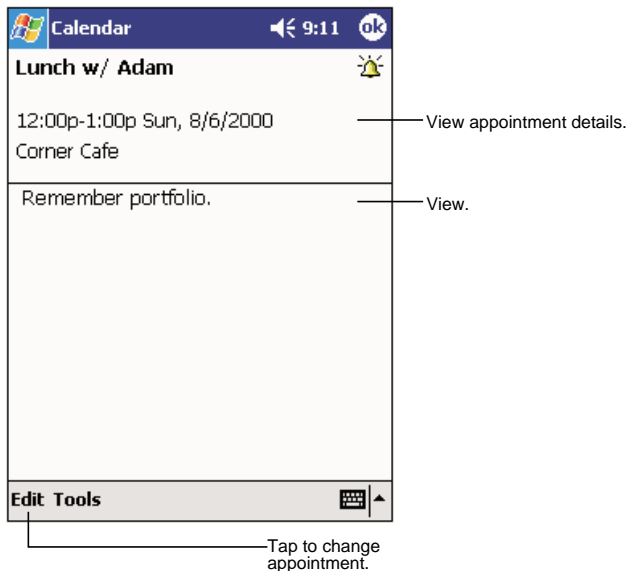 Calendar 9:11 ok
Lunch w/ Adam
12:00p-1:00p Sun, 8/6/2000
View appointment details.
Corner Cafe
Remember portfolio.
View.
Edit Tools
Tap to change
appointment.